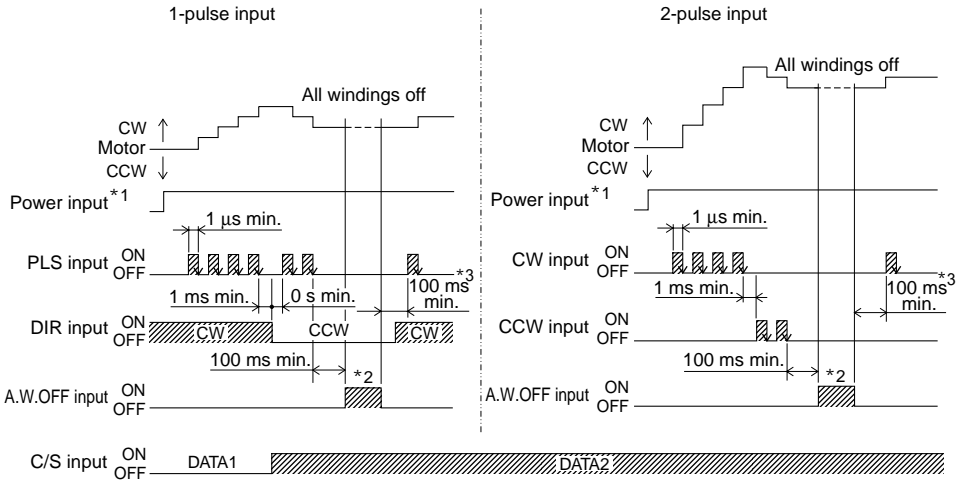 1-pulse input
2-pulse input
All windings off
CW
Motor
CCW
Power input*1
1 µs min.
PLS input ON
OFF
*3
1 ms min.
0 s min.
100 ms
min.
DIR input ON
OFF
CW
CCW
CW
100 ms min.
*2
A.W.OFF input ON
OFF
All windings off
CW
Motor
CCW
Power input*1
1 µs min.
CW input ON
OFF
1 ms min.
100 ms*3
min.
CCW input ON
OFF
100 ms min.
*2
A.W.OFF input ON
OFF
C/S input ON
OFF
DATA1
DATA2